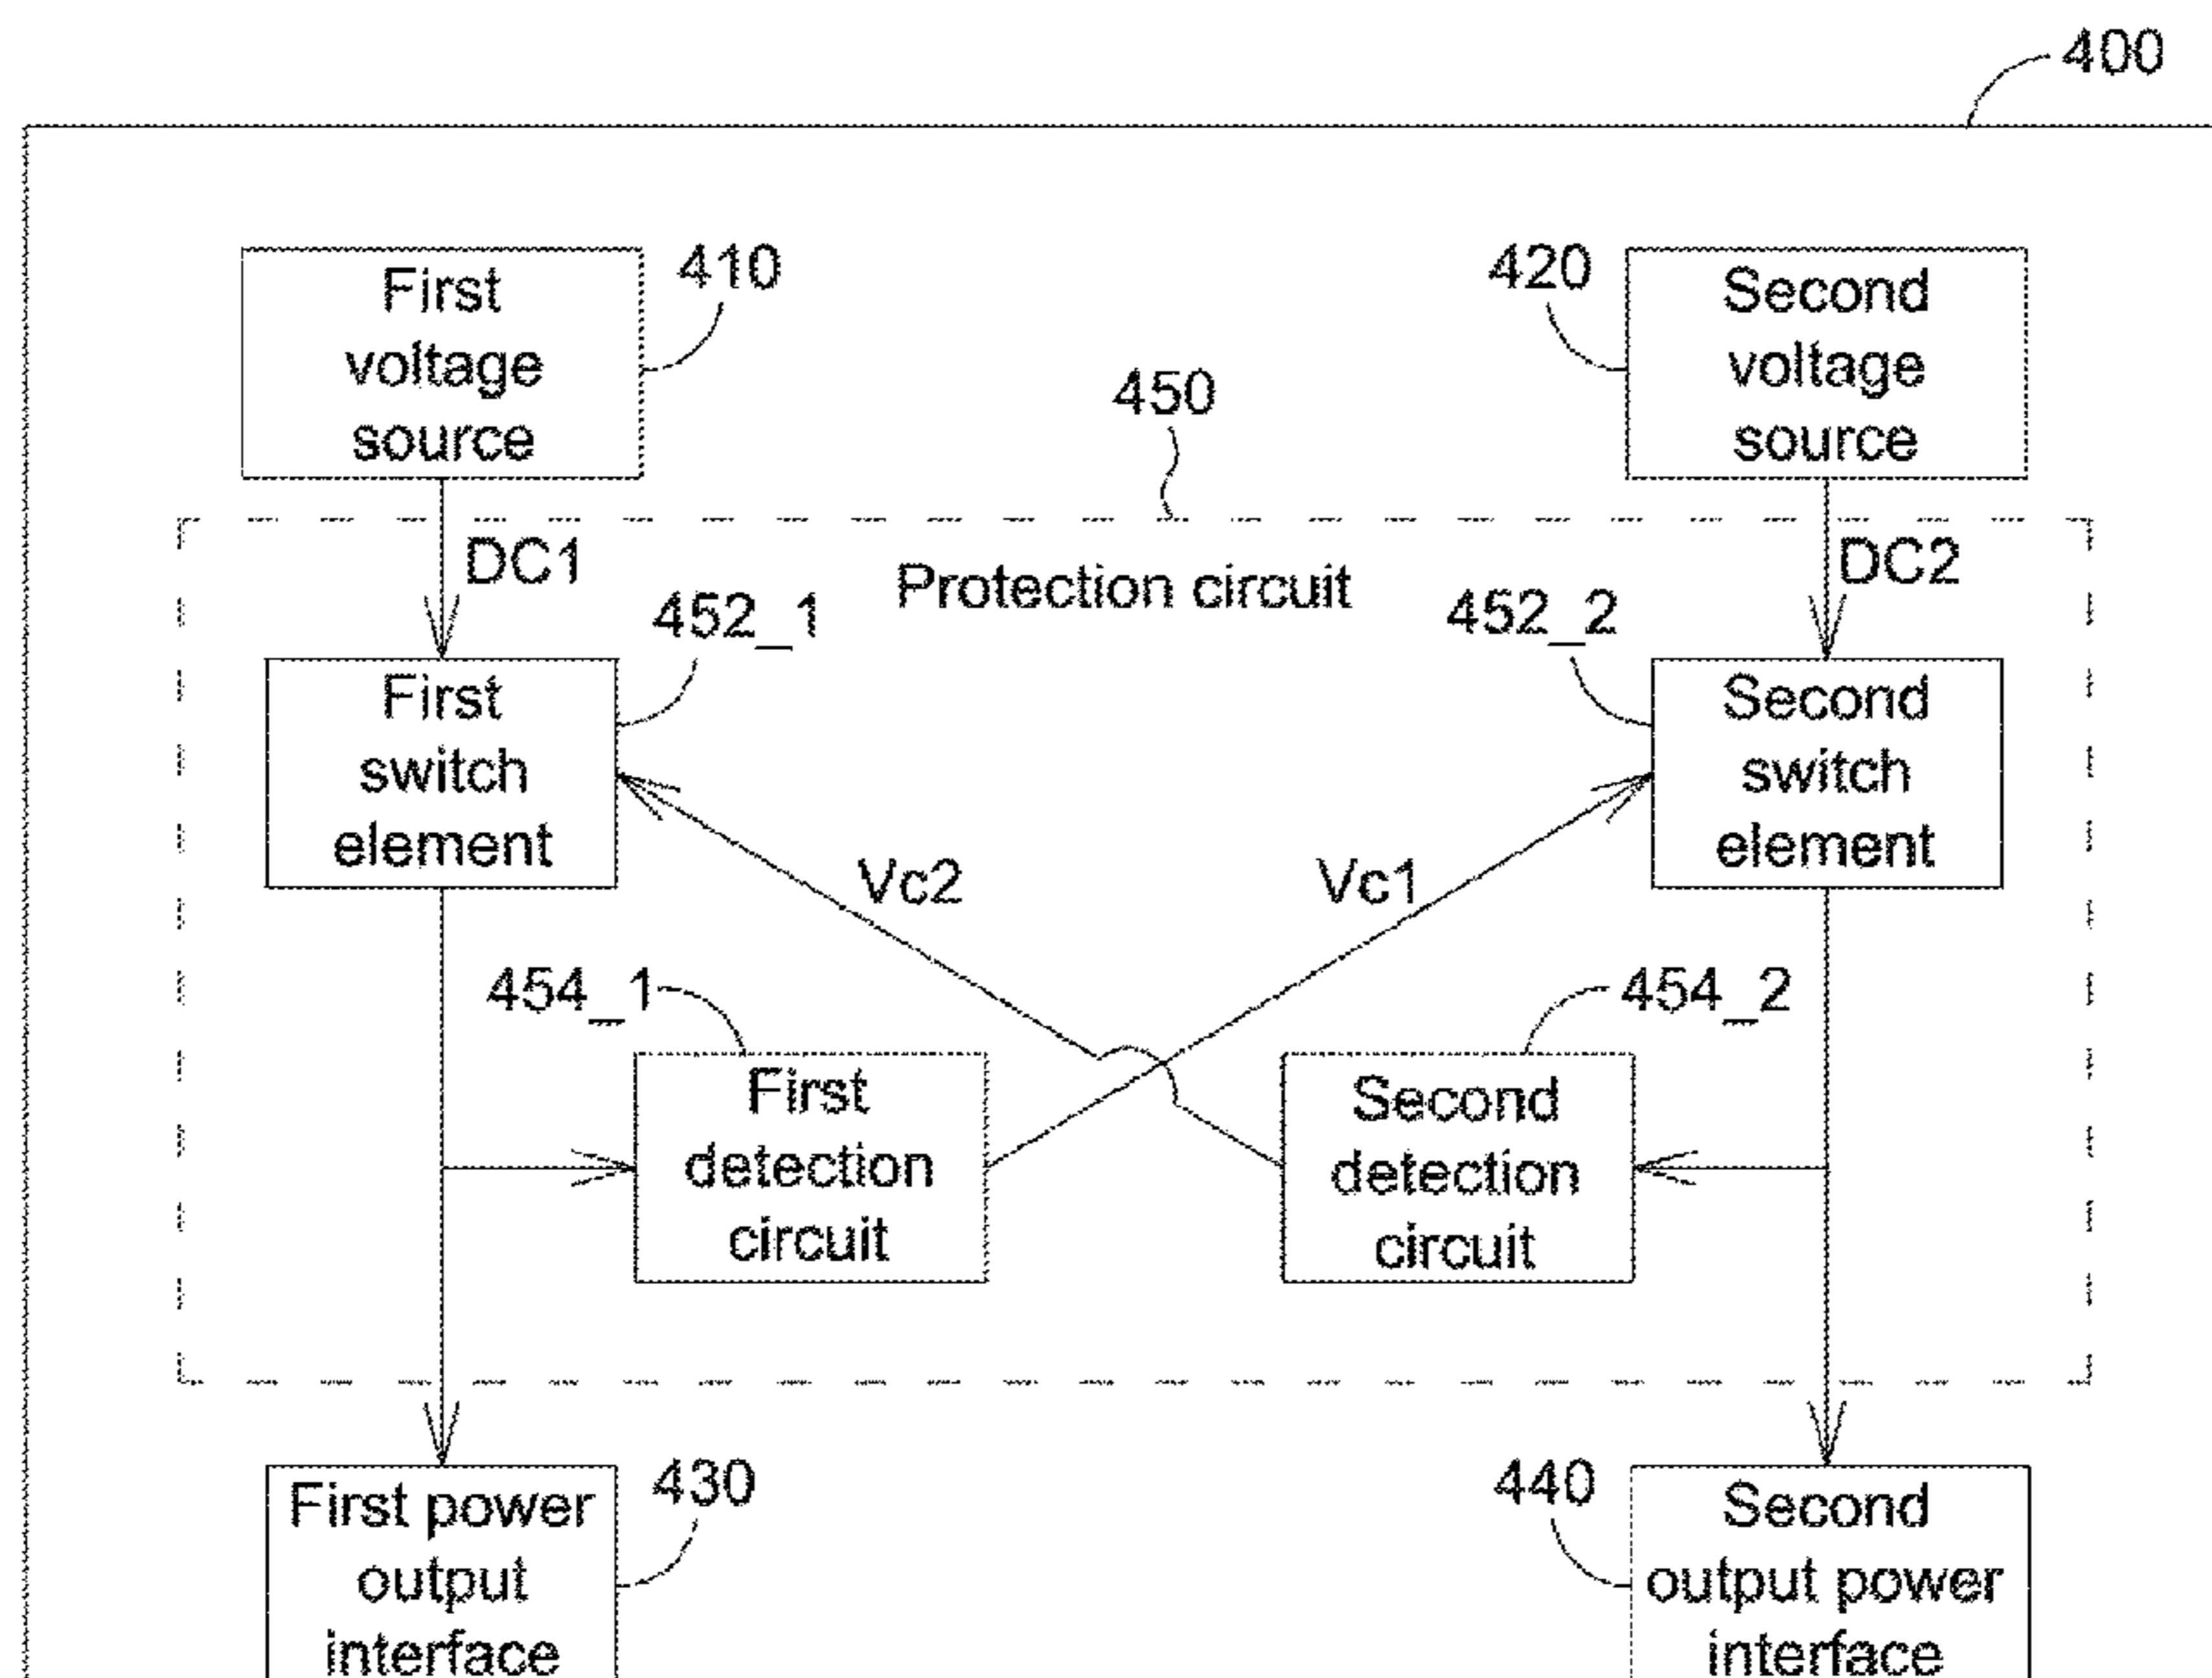 400
First
voltage
source
410
420
Second
voltage
source
450
DC1
Protection circuit
DC2
452_1
452_2
First
switch
element
Second
switch
element
Vc2
Vc1
454_1
454_2
First
detection
circuit
Second
detection
circuit
First power
output
interface
430
440
Second
output power
interface